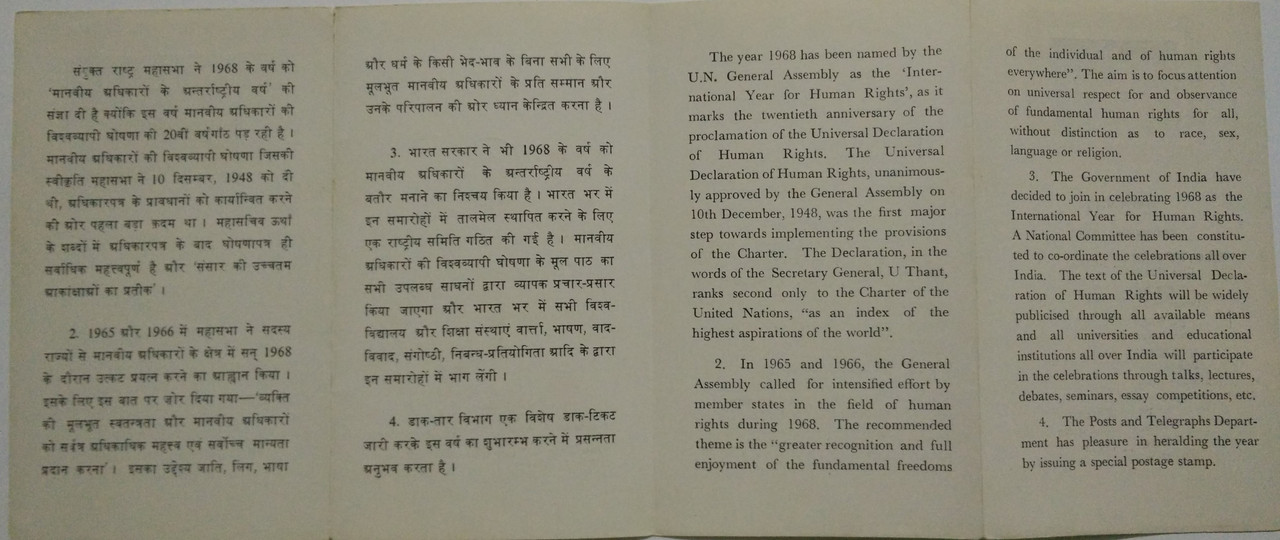 संयुक्त राष्ट्र महासभा ने 1968 के वर्ष को
'मानवीय अधिकारों के अन्तर्राष्ट्रीय वर्ष' की
संज्ञा दी है क्योंकि इस वर्ष मानवीय अधिकारों की
विश्वव्यापी घोषणा की 20वीं वर्षगाँठ पड़ रही है ।
मानवीय अधिकारों की विश्वव्यापी घोषणा जिसकी
स्वीकृति महासभा ने 10 दिसम्बर, 1948 को दी
थी, अधिकारपत्र के प्रावधानों को कार्यान्वित करने
की ओर पहला बड़ा क़दम था । महासचिव ऊथां
के शब्दों में अधिकारपत्र के बाद घोषणापत्र ही
सर्वाधिक महत्त्वपूर्ण है और 'संसार की उच्चतम
आकांक्षाओं का प्रतीक' ।
2. 1965 और 1966 में महासभा ने सदस्य
राज्यों से मानवीय अधिकारों के क्षेत्र में सन् 1968
के दौरान उत्कट प्रयत्न करने का आह्वान किया ।
इसके लिए इस बात पर ज़ोर दिया गया—'व्यक्ति
की मूलभूत स्वतन्त्रता और मानवीय अधिकारों
को सर्वत्र अधिकाधिक महत्त्व एवं सर्वोच्च मान्यता
प्रदान करना' । इसका उद्देश्य जाति, लिंग, भाषा
और धर्म के किसी भेद-भाव के बिना सभी के लिए
मूलभूत मानवीय अधिकारों के प्रति सम्मान और
उनके परिपालन की ओर ध्यान केन्द्रित करना है ।
3. भारत सरकार ने भी 1968 के वर्ष को
मानवीय अधिकारों के अन्तर्राष्ट्रीय वर्ष के
बतौर मनाने का निश्चय किया है । भारत भर में
इन समारोहों में तालमेल स्थापित करने के लिए
एक राष्ट्रीय समिति गठित की गई है । मानवीय
अधिकारों की विश्वव्यापी घोषणा के मूल पाठ का
सभी उपलब्ध साधनों द्वारा व्यापक प्रचार-प्रसार
किया जाएगा और भारत भर में सभी विश्व-
विद्यालय और शिक्षा संस्थाएं वार्त्ता, भाषण, वाद-
विवाद, संगोष्ठी, निबन्ध-प्रतियोगिता आदि के द्वारा
इन समारोहों में भाग लेंगी ।
4. डाक-तार विभाग एक विशेष डाक-टिकट
जारी करके इस वर्ष का शुभारम्भ करने में प्रसन्नता
अनुभव करता है ।
The year 1968 has been named by the
U.N. General Assembly as the 'Inter-
national Year for Human Rights', as it
marks the twentieth anniversary of the
proclamation of the Universal Declaration
of Human Rights. The Universal
Declaration of Human Rights, unanimous-
ly approved by the General Assembly on
10th December, 1948, was the first major
step towards implementing the provisions
of the Charter. The Declaration, in the
words of the Secretary General, U Thant,
ranks second only to the Charter of the
United Nations, "as an index of the
highest aspirations of the world".
2. In 1965 and 1966, the General
Assembly called for intensified effort by
member states in the field of human
rights during 1968. The recommended
theme is the "greater recognition and full
enjoyment of the fundamental freedoms
of the individual and of human rights
everywhere". The aim is to focus attention
on universal respect for and observance
of fundamental human rights for all,
without distinction as to race, sex,
language or religion.
3. The Government of India have
decided to join in celebrating 1968 as the
International Year for Human Rights.
A National Committee has been constitu-
ted to co-ordinate the celebrations all over
India. The text of the Universal Decla-
ration of Human Rights will be widely
publicised through all available means
and all universities and educational
institutions all over India will participate
in the celebrations through talks, lectures,
debates, seminars, essay competitions, etc.
4. The Posts and Telegraphs Depart-
ment has pleasure in heralding the year
by issuing a special postage stamp.